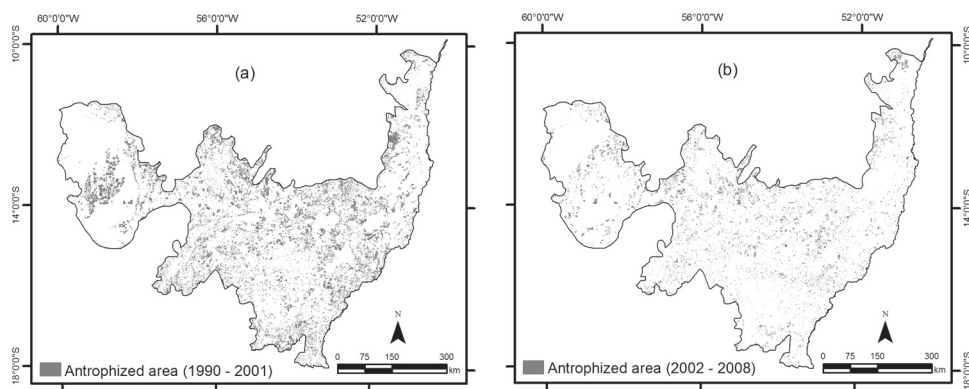 60°0'0"W 56°0'0"W 52°0'0"W
10°0'0"S
(a)
14°0'0"S
N
Antrophized area (1990 - 2001)
0 75 150 300
km
18°0'0"S
60°0'0"W 56°0'0"W 52°0'0"W
10°0'0"S
(b)
14°0'0"S
N
Antrophized area (2002 - 2008)
0 75 150 300
km
18°0'0"S